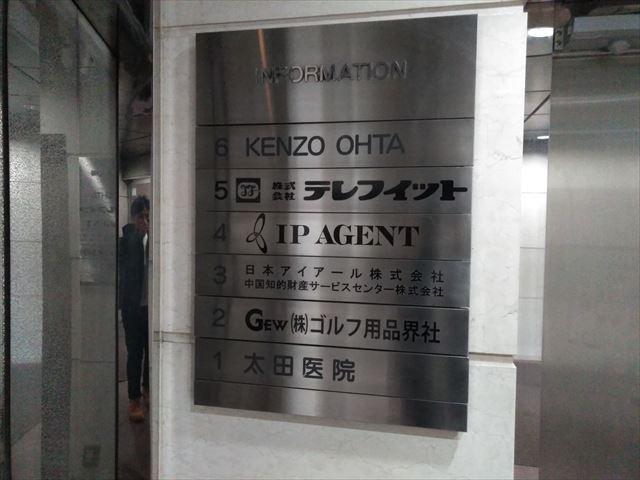 INFORMATION
6 KENZO OHTA
5 株式会社 テレフィット
4 IP AGENT
3 日本アイアール株式会社
中国知的財産サービスセンター株式会社
2 GEW(株)ゴルフ用品界社
1 太田医院